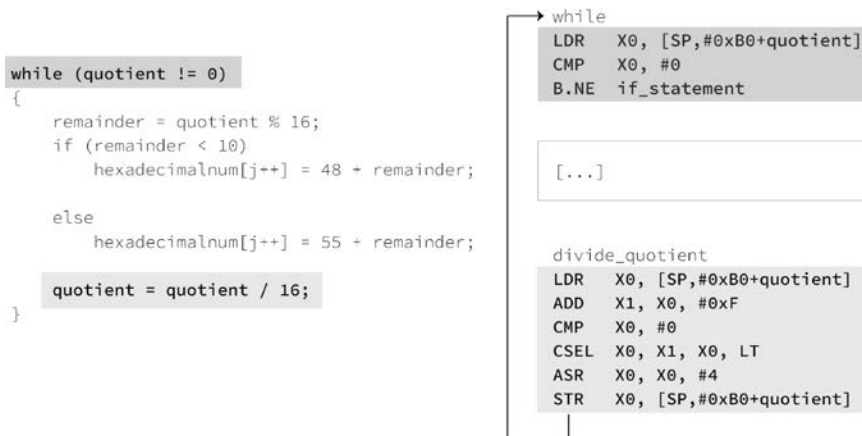 while (quotient != 0)
{
    remainder = quotient % 16;
    if (remainder < 10)
        hexadecimalnum[j++] = 48 + remainder;
    else
        hexadecimalnum[j++] = 55 + remainder;
    quotient = quotient / 16;
}
while
LDR X0, [SP,#0xB0+quotient]
CMP X0, #0
B.NE if_statement
[...]
divide_quotient
LDR X0, [SP,#0xB0+quotient]
ADD X1, X0, #0xF
CMP X0, #0
CSEL X0, X1, X0, LT
ASR X0, X0, #4
STR X0, [SP,#0xB0+quotient]